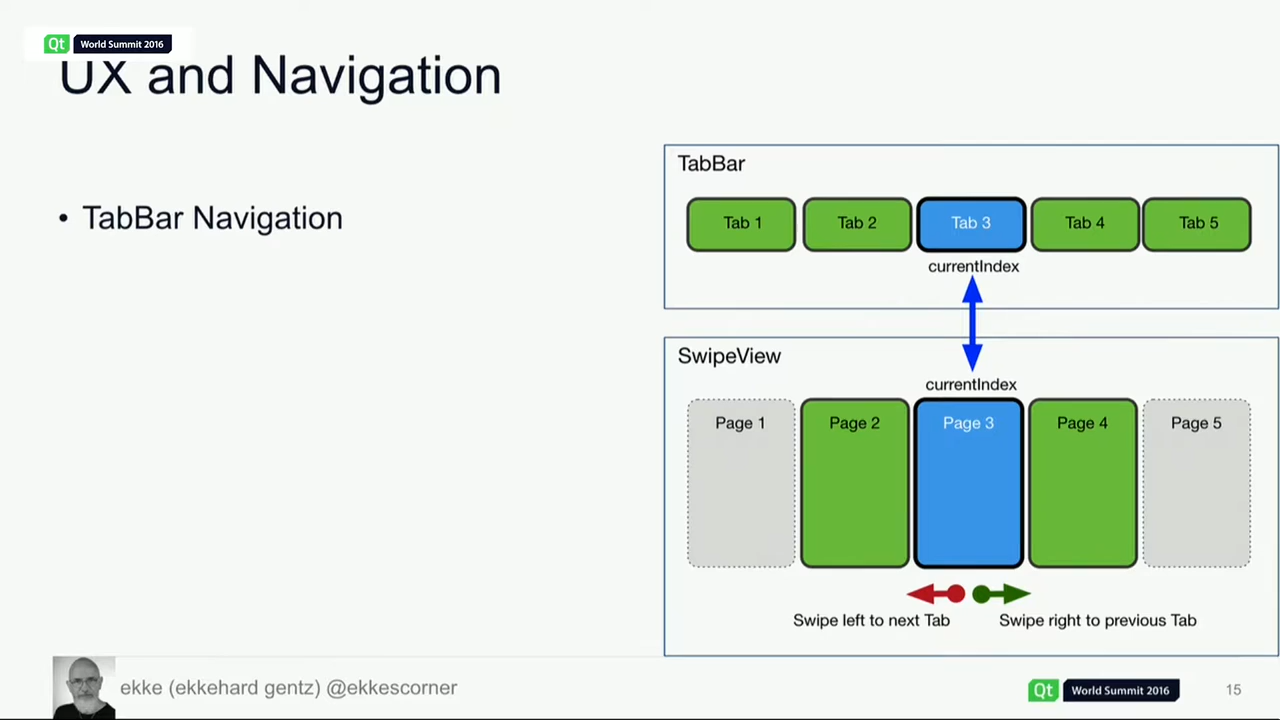 Qt World Summit 2016
UX and Navigation
• TabBar Navigation
TabBar
Tab 1 Tab 2 Tab 3 Tab 4 Tab 5
currentIndex
SwipeView
currentIndex
Page 1 Page 2 Page 3 Page 4 Page 5
Swipe left to next Tab Swipe right to previous Tab
ekke (ekkehard gentz) @ekkescorner
Qt World Summit 2016
15